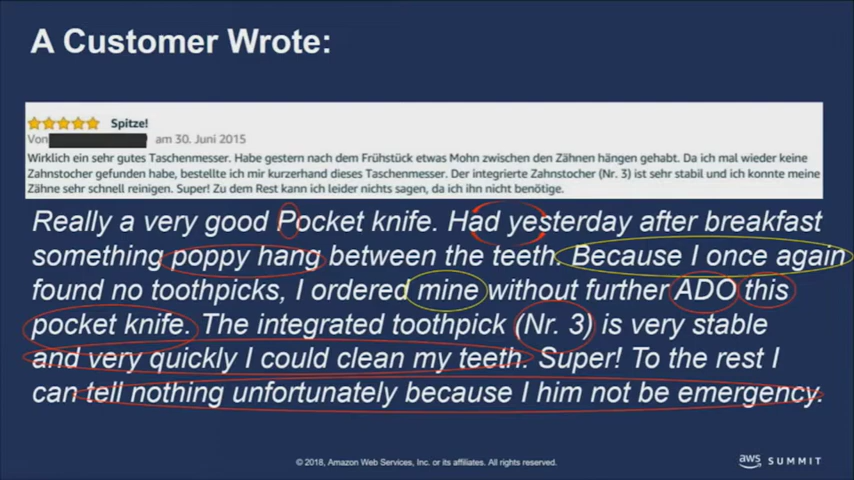 A Customer Wrote:
Spitze!
Von am 30. Juni 2015
Wirklich ein sehr gutes Taschenmesser. Habe gestern nach dem Frühstück etwas Mohn zwischen den Zähnen hängen gehabt. Da ich mal wieder keine
Zahnstocher gefunden habe, bestellte ich mir kurzerhand dieses Taschenmesser. Der integrierte Zahnstocher (Nr. 3) ist sehr stabil und ich konnte meine
Zähne sehr schnell reinigen. Super! Zu dem Rest kann ich leider nichts sagen, da ich ihn nicht benötige.
Really a very good Pocket knife. Had yesterday after breakfast
something poppy hang between the teeth. Because I once again
found no toothpicks, I ordered mine without further ADO this
pocket knife. The integrated toothpick (Nr. 3) is very stable
and very quickly I could clean my teeth. Super! To the rest I
can tell nothing unfortunately because I him not be emergency.
© 2018, Amazon Web Services, Inc. or its affiliates. All rights reserved.
aws SUMMIT